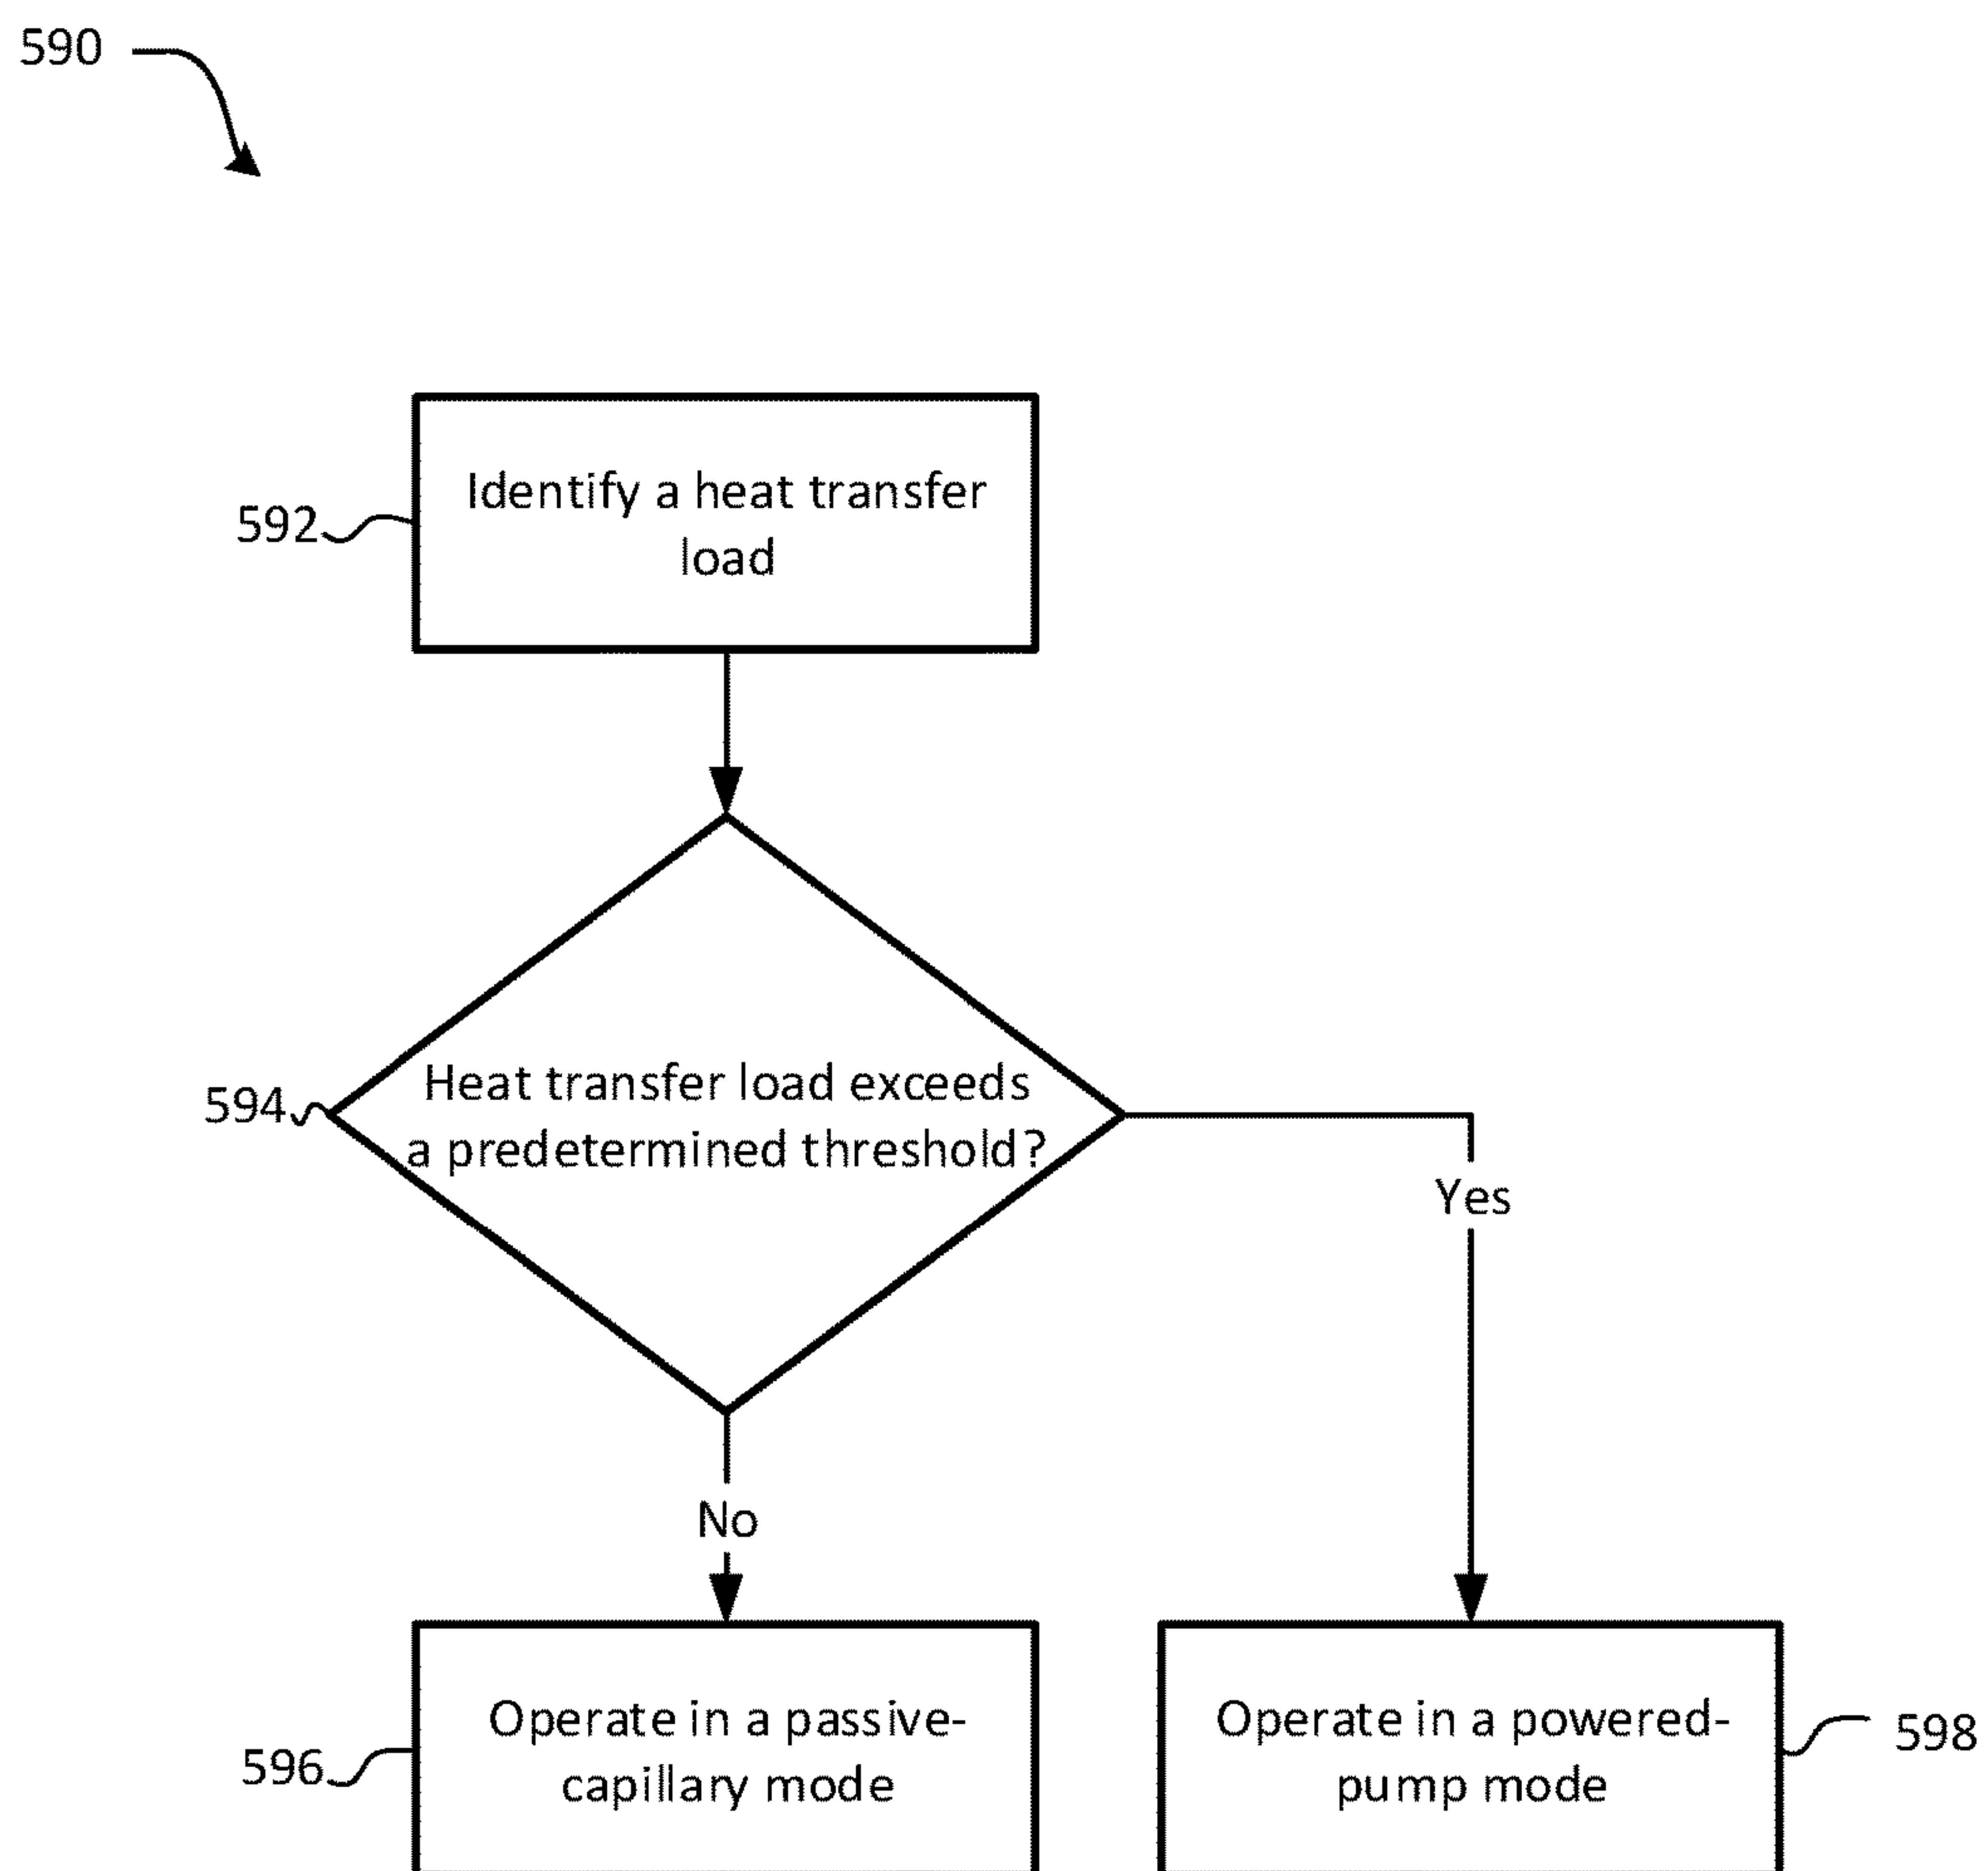 590
Identify a heat transfer
load
592
Heat transfer load exceeds
a predetermined threshold?
594
Yes
No
Operate in a passive-
capillary mode
596
Operate in a powered-
pump mode
598